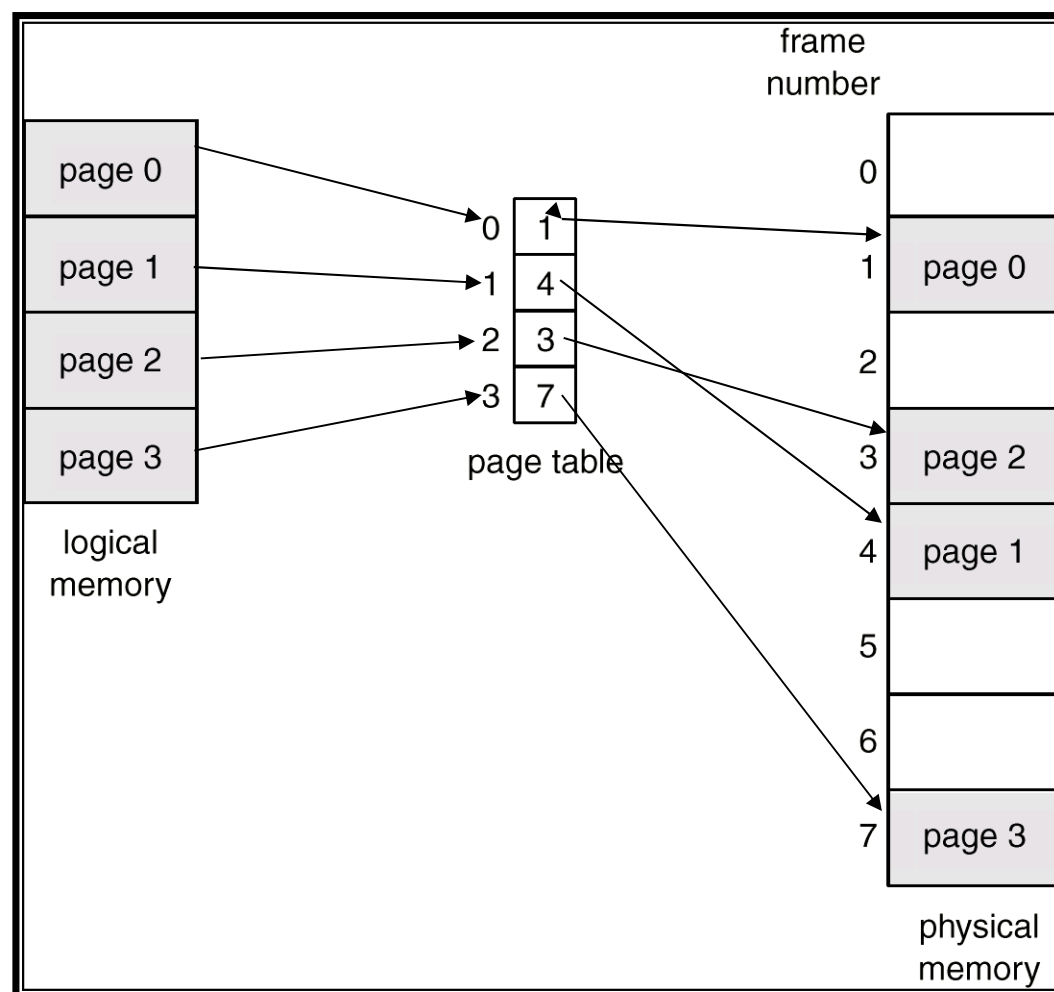 frame
number
page 0
page 1
page 2
page 3
logical
memory
0 1
1 4
2 3
3 7
page table
0
1 page 0
2
3 page 2
4 page 1
5
6
7 page 3
physical
memory